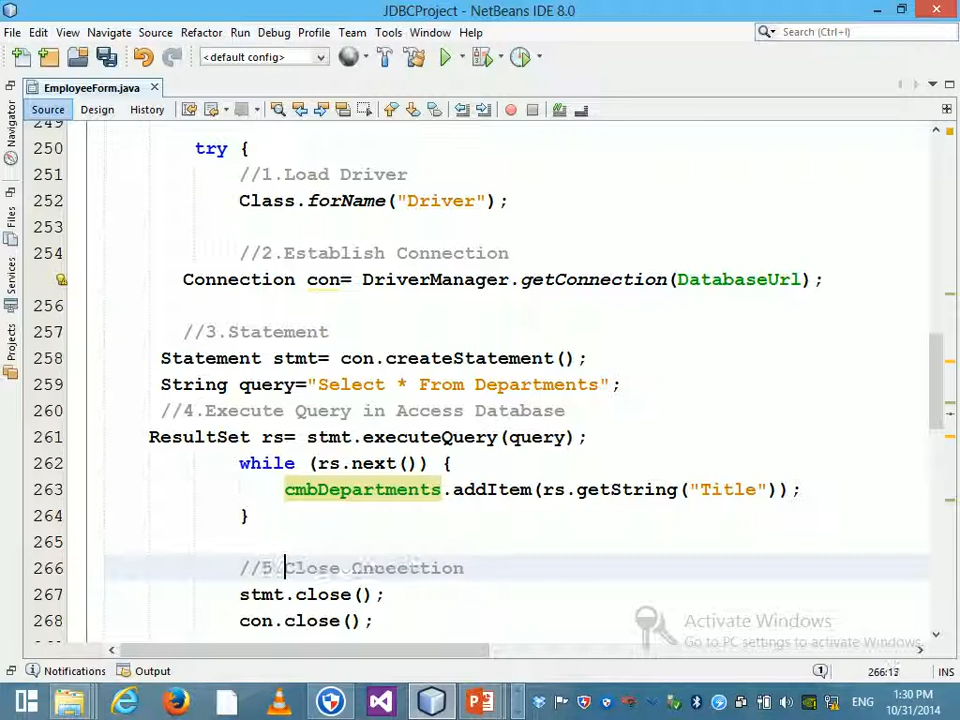 JDBCProject - NetBeans IDE 8.0
File Edit View Navigate Source Refactor Run Debug Profile Team Tools Window Help
Search (Ctrl+I)
<default config>
EmployeeForm.java
Source Design History
Navigator
Files
Services
Projects
249
250 try {
251 //1.Load Driver
252 Class.forName("Driver");
253
254 //2.Establish Connection
Connection con= DriverManager.getConnection(DatabaseUrl);
256
257 //3.Statement
258 Statement stmt= con.createStatement();
259 String query="Select * From Departments";
260 //4.Execute Query in Access Database
261 ResultSet rs= stmt.executeQuery(query);
262 while (rs.next()) {
263 cmbDepartments.addItem(rs.getString("Title"));
264 }
265
266 //5 Close Cnceetion
267 stmt.close();
268 con.close();
Activate Windows
Go to PC settings to activate Windows.
Notifications Output
1
266:13 INS
ENG
1:30 PM
10/31/2014